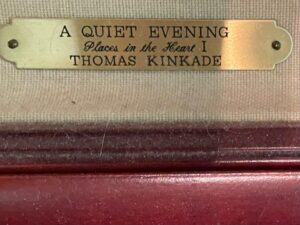 A QUIET EVENING
Places in the Heart I
THOMAS KINKADE